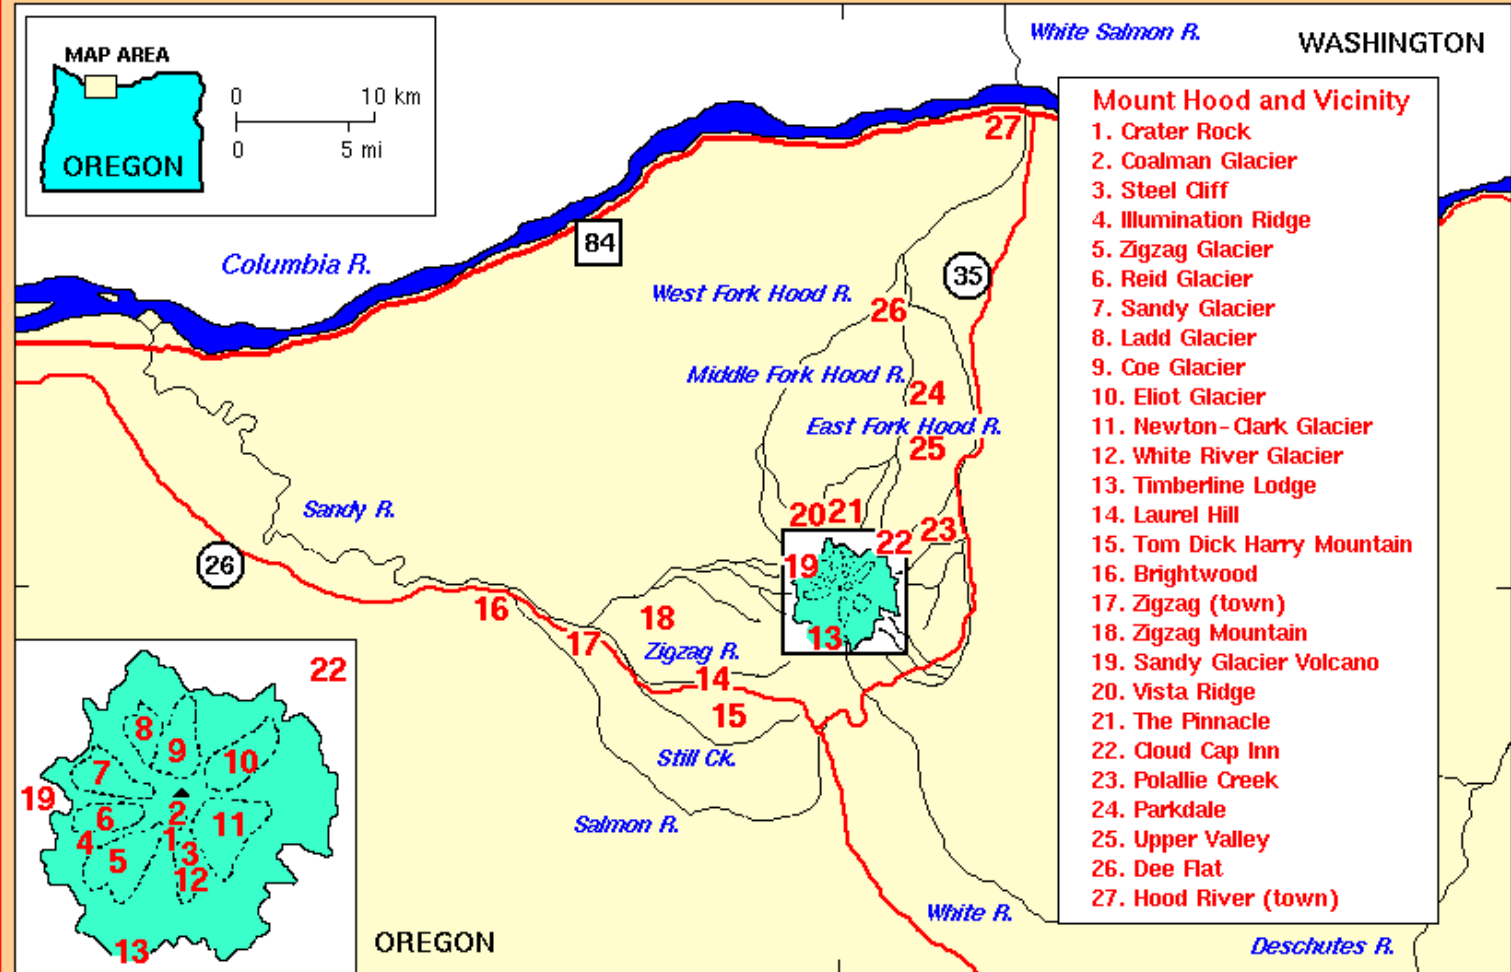 White Salmon R.
WASHINGTON
MAP AREA
OREGON
0 10 km
0 5 mi
Mount Hood and Vicinity
1. Crater Rock
2. Coalman Glacier
3. Steel Cliff
4. Illumination Ridge
5. Zigzag Glacier
6. Reid Glacier
7. Sandy Glacier
8. Ladd Glacier
9. Coe Glacier
10. Eliot Glacier
11. Newton-Clark Glacier
12. White River Glacier
13. Timberline Lodge
14. Laurel Hill
15. Tom Dick Harry Mountain
16. Brightwood
17. Zigzag (town)
18. Zigzag Mountain
19. Sandy Glacier Volcano
20. Vista Ridge
21. The Pinnacle
22. Cloud Cap Inn
23. Polallie Creek
24. Parkdale
25. Upper Valley
26. Dee Flat
27. Hood River (town)
27
84
Columbia R.
35
West Fork Hood R.
26
Middle Fork Hood R.
24
East Fork Hood R.
25
Sandy R.
20
21
23
22
26
19
16
18
17
13
Zigzag R.
14
15
Still Ck.
Salmon R.
White R.
Deschutes R.
OREGON
22
8
9
10
7
19
2
6
11
4
1
3
5
12
13